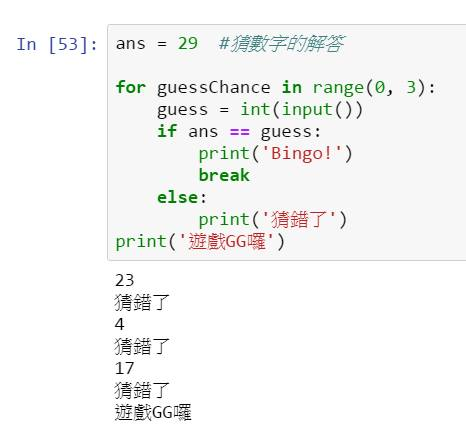 In [53]: ans = 29  #猜數字的解答
for guessChance in range(0, 3):
    guess = int(input())
    if ans == guess:
        print('Bingo!')
        break
    else:
        print('猜錯了')
print('遊戲GG囉')
23
猜錯了
4
猜錯了
17
猜錯了
遊戲GG囉